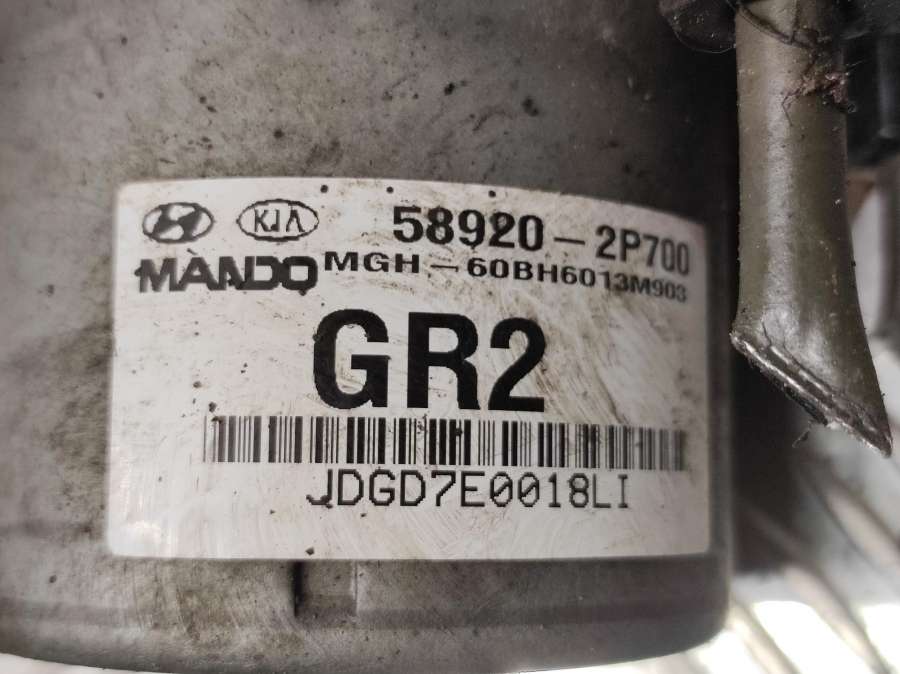 KIA 58920-2P700
MANDO MGH-60BH6013M903
GR2
JDGD7E0018LI